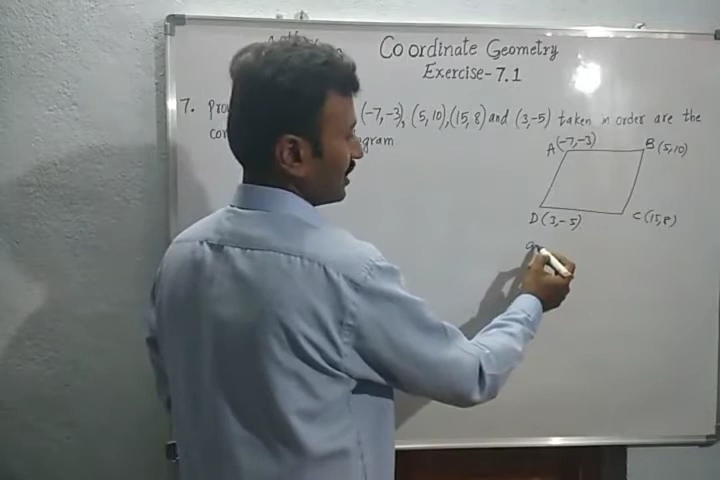 Coordinate Geometry
Exercise-7.1
7. (-7,-3), (5,10), (15,8) and (3,-5) taken in order are the
A(-7,-3) B(5,10)
D(3,-5) C(15,8)